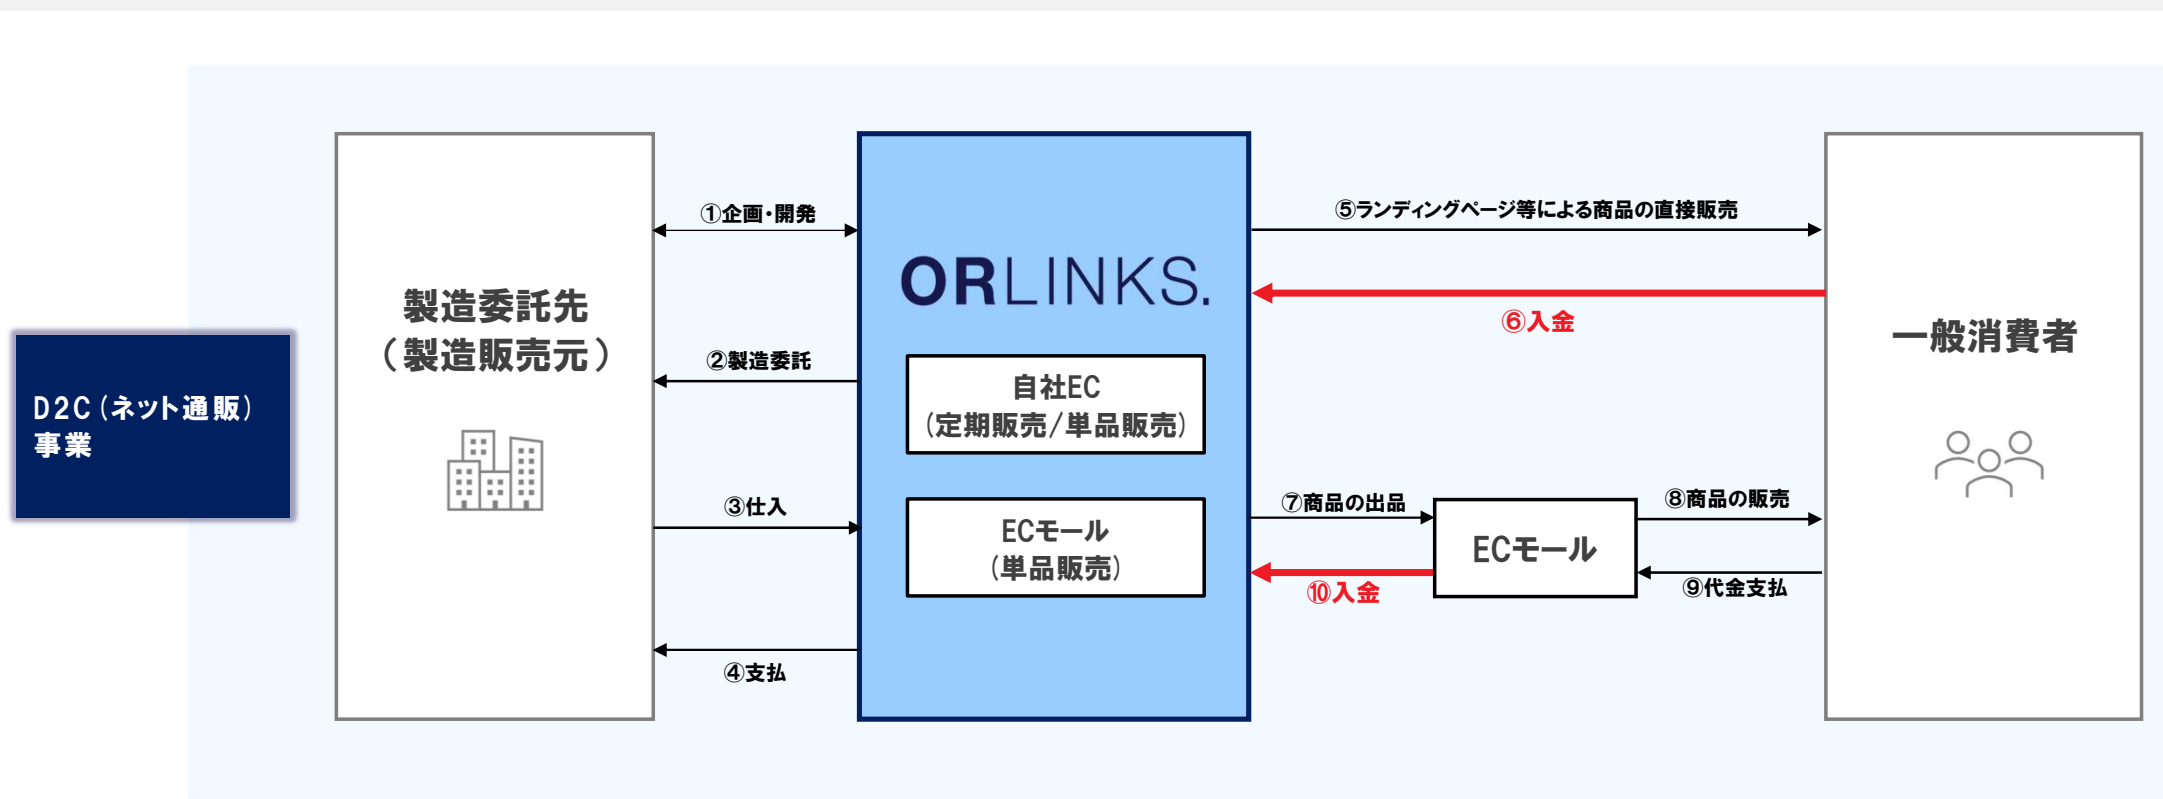 D2C(ネット通販)
事業
製造委託先
(製造販売元)
①企画・開発
②製造委託
③仕入
④支払
ORLINKS.
自社EC
(定期販売/単品販売)
ECモール
(単品販売)
⑤ランディングページ等による商品の直接販売
⑥入金
⑦商品の出品
⑩入金
ECモール
⑧商品の販売
⑨代金支払
一般消費者